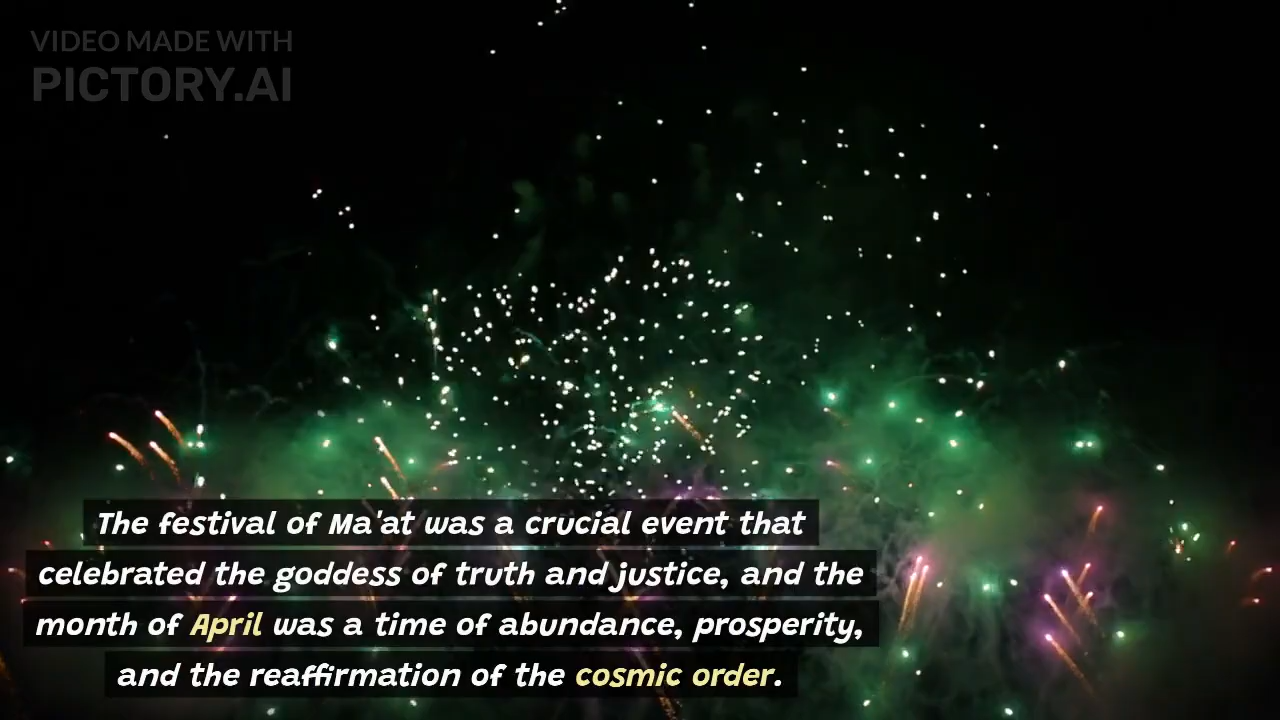 VIDEO MADE WITH
PICTORY.AI
The festival of Ma'at was a crucial event that
celebrated the goddess of truth and justice, and the
month of April was a time of abundance, prosperity,
and the reaffirmation of the cosmic order.